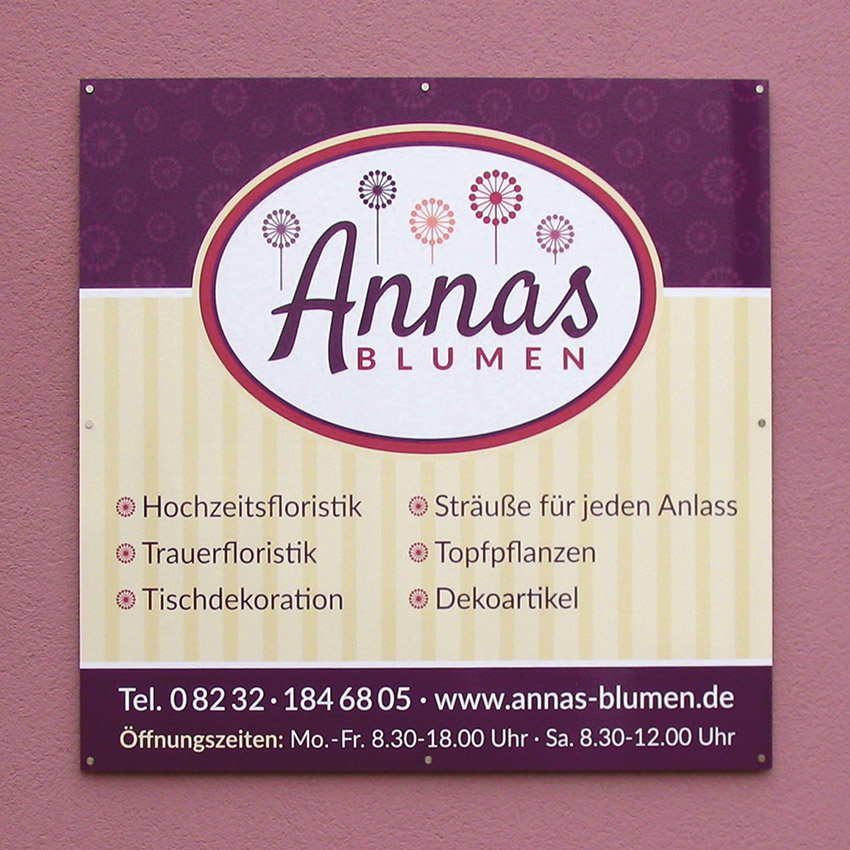 Annas
BLUMEN
Hochzeitsfloristik
Trauerfloristik
Tischdekoration
Sträuße für jeden Anlass
Topfpflanzen
Dekoartikel
Tel. 0 82 32 · 184 68 05 · www.annas-blumen.de
Öffnungszeiten: Mo.-Fr. 8.30-18.00 Uhr · Sa. 8.30-12.00 Uhr